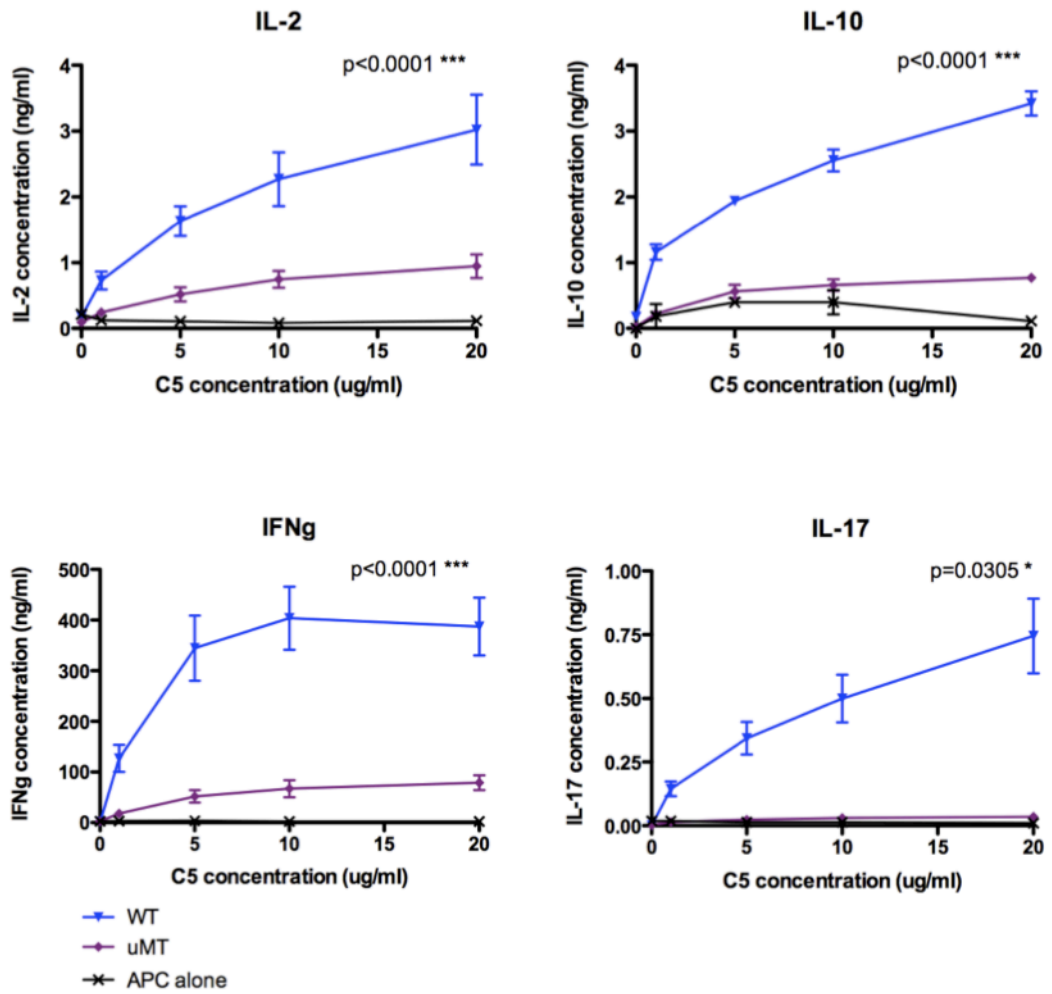 IL-2
p<0.0001 ***
IL-2 concentration (ng/ml)
4
3
2
1
0
0 5 10 15 20
C5 concentration (ug/ml)
IL-10
p<0.0001 ***
IL-10 concentration (ng/ml)
4
3
2
1
0
0 5 10 15 20
C5 concentration (ug/ml)
IFNg
p<0.0001 ***
IFNg concentration (ng/ml)
500
400
300
200
100
0
0 5 10 15 20
C5 concentration (ug/ml)
IL-17
p=0.0305 *
IL-17 concentration (ng/ml)
1.00
0.75
0.50
0.25
0.00
0 5 10 15 20
C5 concentration (ug/ml)
WT
uMT
APC alone